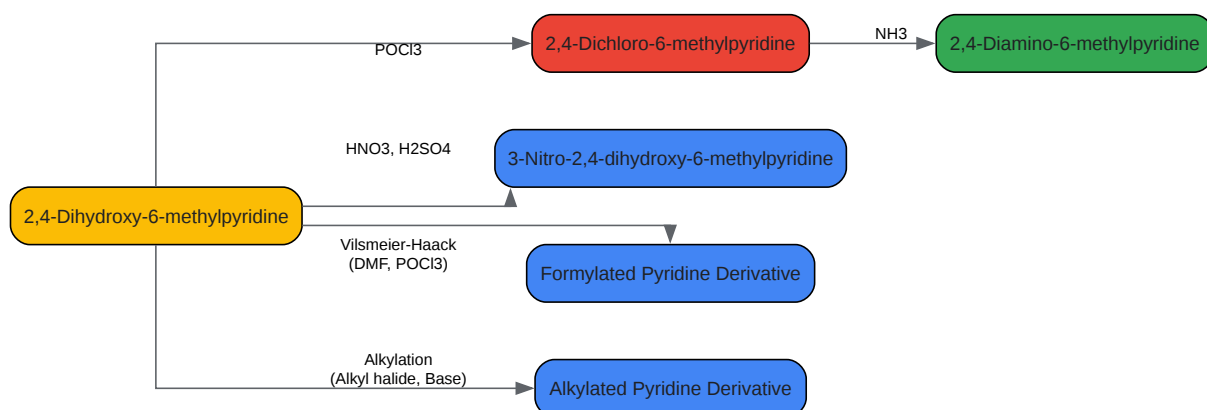 POCl3
2,4-Dichloro-6-methylpyridine
NH3
2,4-Diamino-6-methylpyridine
HNO3, H2SO4
3-Nitro-2,4-dihydroxy-6-methylpyridine
2,4-Dihydroxy-6-methylpyridine
Vilsmeier-Haack
(DMF, POCl3)
Formylated Pyridine Derivative
Alkylation
(Alkyl halide, Base)
Alkylated Pyridine Derivative